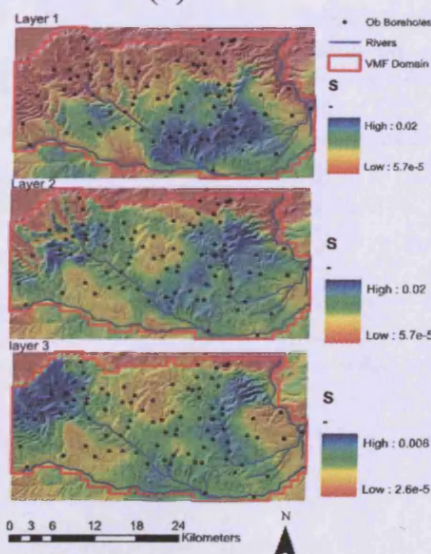 Layer 1
Ob Boreholes
Rivers
VMF Domain
S
-
High : 0.02
Low : 5.7e-5
Layer 2
S
-
High : 0.02
Low : 5.7e-5
layer 3
S
-
High : 0.008
Low : 2.6e-5
0 3 6 12 18 24
Kilometers
N